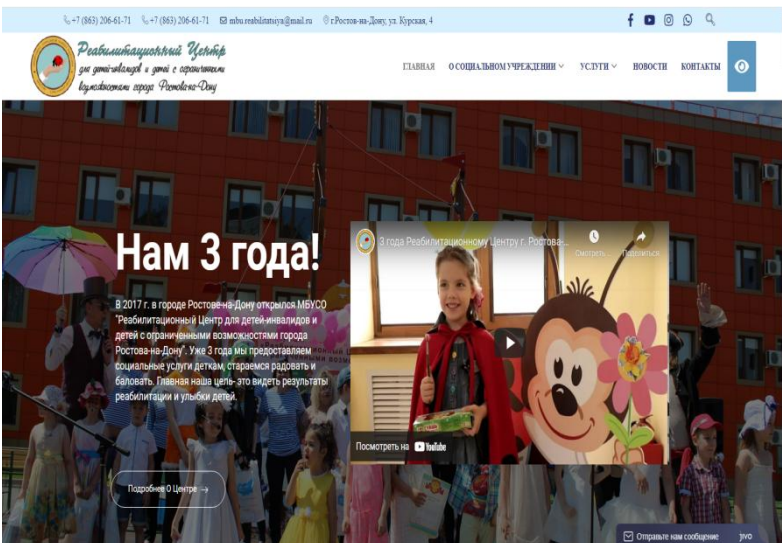 +7 (863) 206-61-71 +7 (863) 206-61-71 mbu.reabilitatsiya@mail.ru г.Ростов-на-Дону, ул. Курская, 4
Реабилитационный Центр
для детей-инвалидов и детей с ограниченными
возможностями города Ростова-на-Дону
ГЛАВНАЯ О СОЦИАЛЬНОМ УЧРЕЖДЕНИИ УСЛУГИ НОВОСТИ КОНТАКТЫ
Нам 3 года!
В 2017 г. в городе Ростове-на-Дону открылся МБУСО
"Реабилитационный Центр для детей-инвалидов и
детей с ограниченными возможностями города
Ростова-на-Дону". Уже 3 года мы предоставляем
социальные услуги деткам, стараемся радовать и
баловать. Главная наша цель- это видеть результаты
реабилитации и улыбки детей.
Подробнее О Центре →
3 года Реабилитационному Центру г. Ростова-...
Смотреть ...
Поделиться
Посмотреть на YouTube
Отправьте нам сообщение jivo